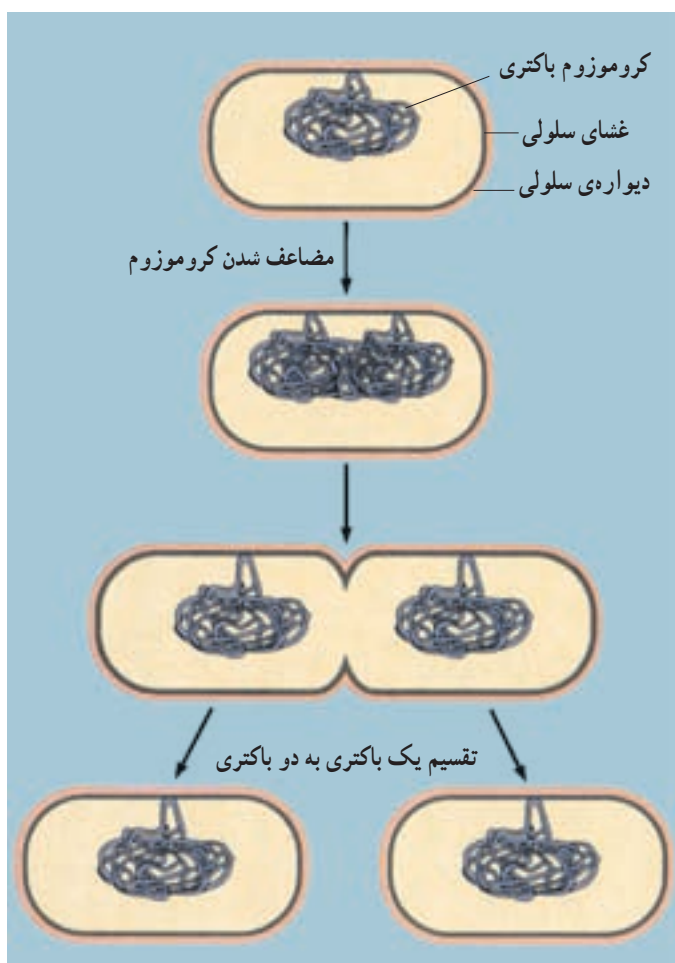 کروموزوم باکتری
غشای سلولی
دیواره‌ی سلولی
مضاعف شدن کروموزوم
تقسیم یک باکتری به دو باکتری